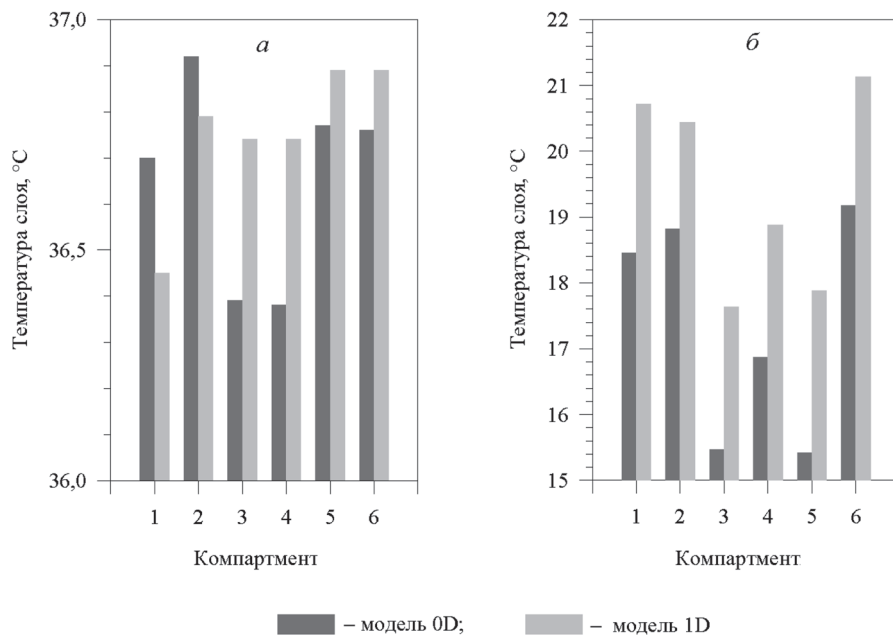 а
37,0
36,5
36,0
Температура слоя, °C
1 2 3 4 5 6
Компартмент
б
22
21
20
19
18
17
16
15
Температура слоя, °C
1 2 3 4 5 6
Компартмент
– модель 0D;
– модель 1D